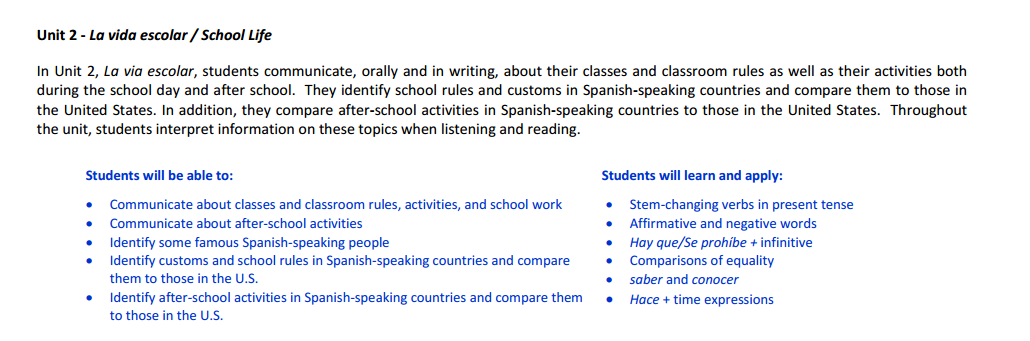 Unit 2 - La vida escolar / School Life
In Unit 2, La via escolar, students communicate, orally and in writing, about their classes and classroom rules as well as their activities both
during the school day and after school. They identify school rules and customs in Spanish-speaking countries and compare them to those in
the United States. In addition, they compare after-school activities in Spanish-speaking countries to those in the United States. Throughout
the unit, students interpret information on these topics when listening and reading.
Students will be able to:
• Communicate about classes and classroom rules, activities, and school work
• Communicate about after-school activities
• Identify some famous Spanish-speaking people
• Identify customs and school rules in Spanish-speaking countries and compare
them to those in the U.S.
• Identify after-school activities in Spanish-speaking countries and compare them
to those in the U.S.
Students will learn and apply:
• Stem-changing verbs in present tense
• Affirmative and negative words
• Hay que/Se prohíbe + infinitive
• Comparisons of equality
• saber and conocer
• Hace + time expressions